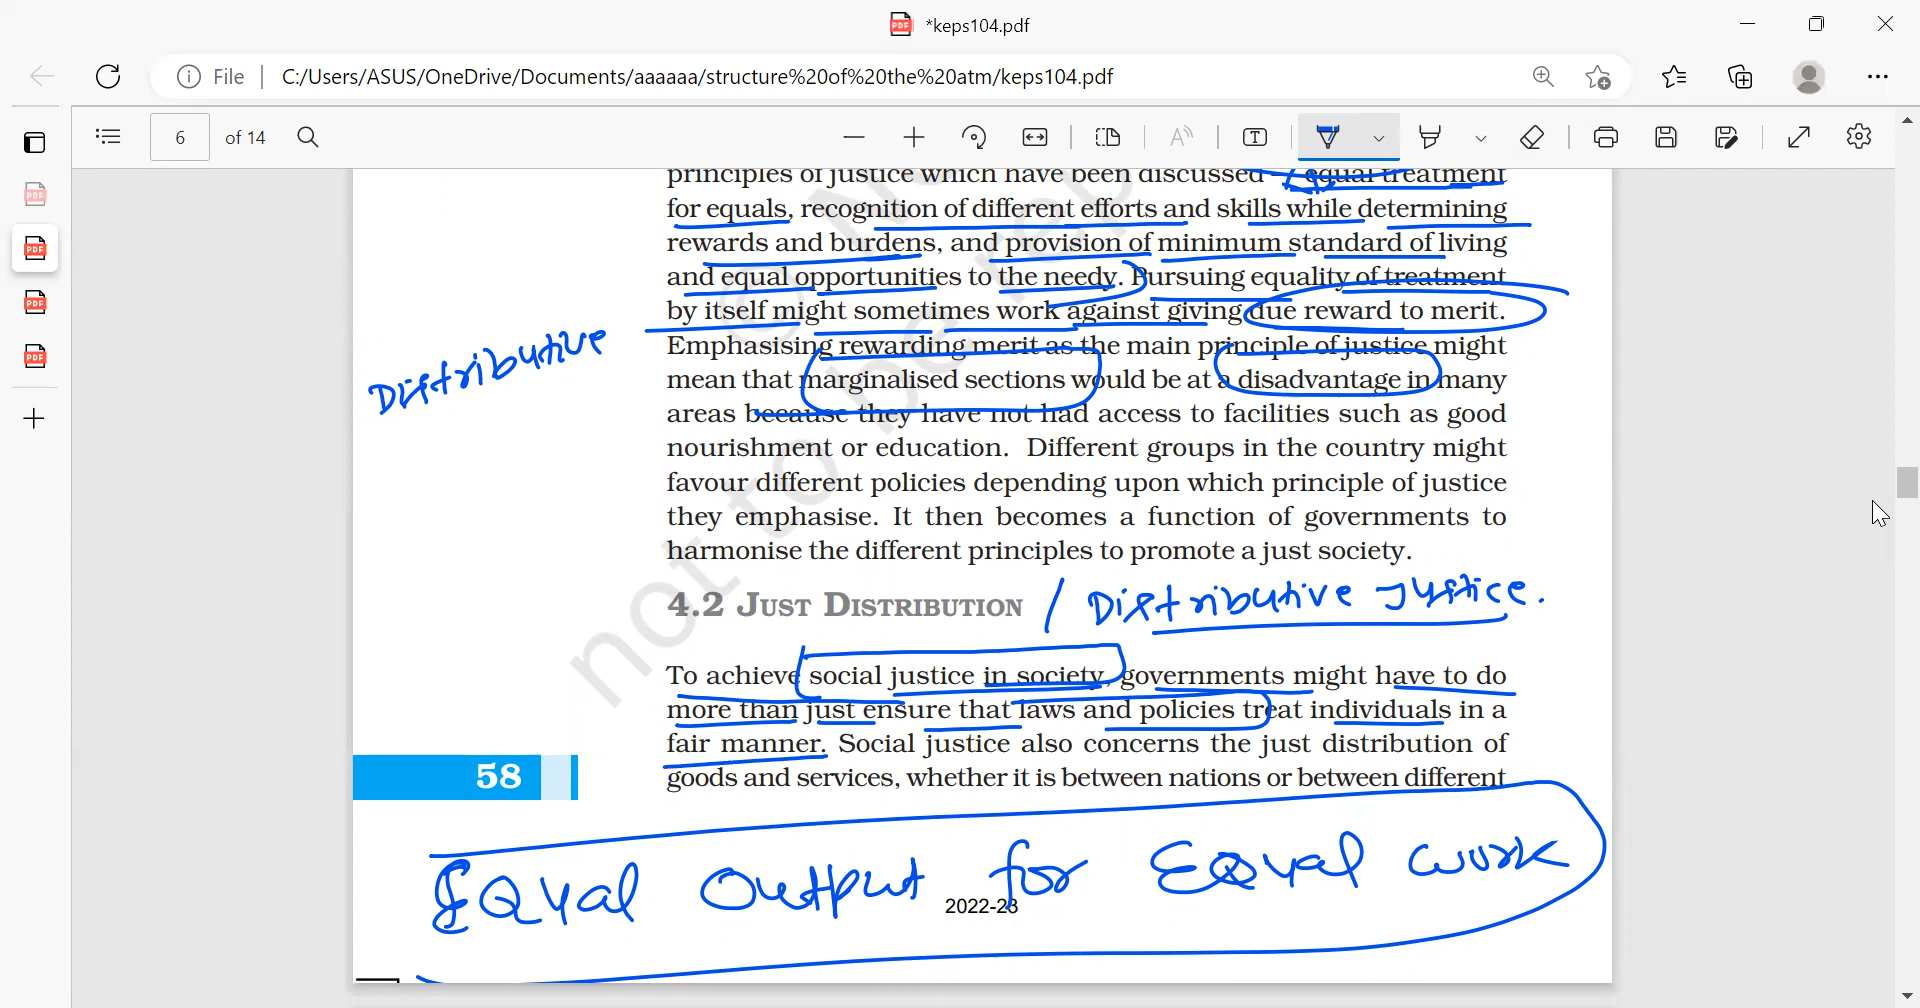 *keps104.pdf
File
C:/Users/ASUS/OneDrive/Documents/aaaaaa/structure%20of%20the%20atm/keps104.pdf
6 of 14
principles of justice which have been discussed – equal treatment
for equals, recognition of different efforts and skills while determining
rewards and burdens, and provision of minimum standard of living
and equal opportunities to the needy. Pursuing equality of treatment
by itself might sometimes work against giving due reward to merit.
Emphasising rewarding merit as the main principle of justice might
Distributive
mean that marginalised sections would be at a disadvantage in many
areas because they have not had access to facilities such as good
nourishment or education. Different groups in the country might
favour different policies depending upon which principle of justice
they emphasise. It then becomes a function of governments to
harmonise the different principles to promote a just society.
4.2 JUST DISTRIBUTION / Distributive Justice.
To achieve social justice in society, governments might have to do
more than just ensure that laws and policies treat individuals in a
fair manner. Social justice also concerns the just distribution of
58
goods and services, whether it is between nations or between different
Equal Output for Equal work
2022-23
not to be rep